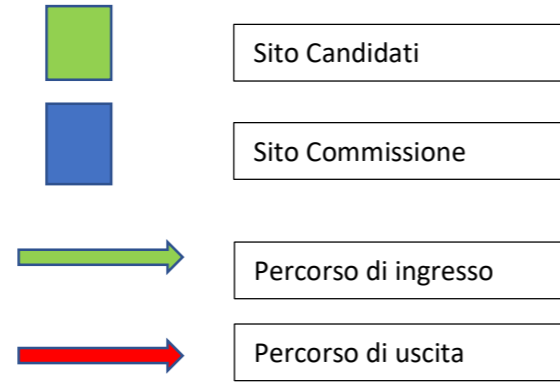 Sito Candidati
Sito Commissione
Percorso di ingresso
Percorso di uscita